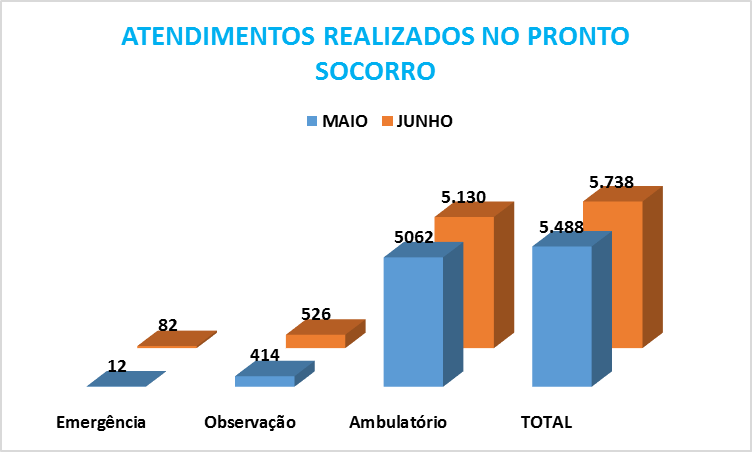 ATENDIMENTOS REALIZADOS NO PRONTO
SOCORRO
MAIO JUNHO
5.738
5.130
5.488
5062
526
82
414
12
Emergência Observação Ambulatório TOTAL